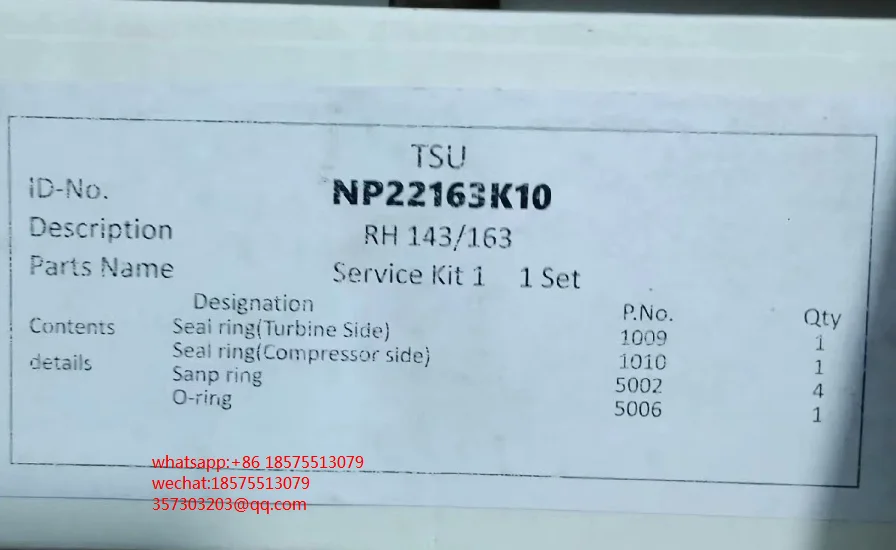 TSU
ID-No. NP22163K10
Description RH 143/163
Parts Name Service Kit 1 1 Set
Designation P.No. Qty
Contents Seal ring(Turbine Side) 1009 1
details Seal ring(Compressor side) 1010 1
Sanp ring 5002 4
O-ring 5006 1
whatsapp:+86 18575513079
wechat:18575513079
357303203@qq.com